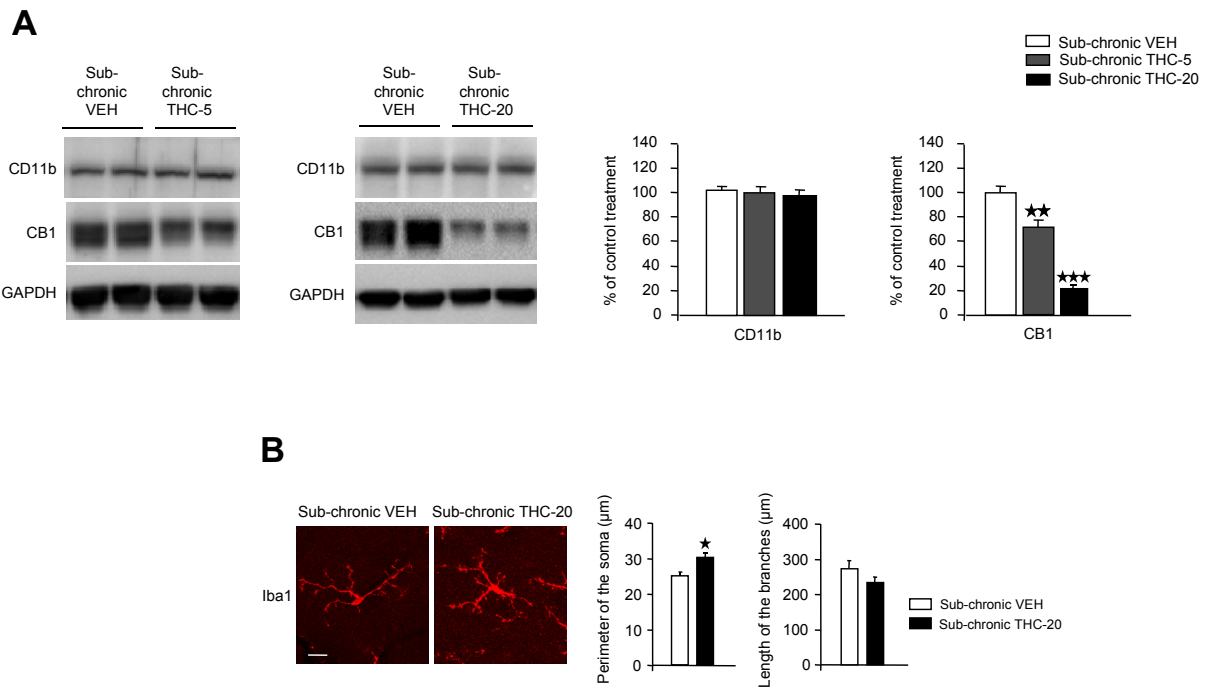 A
Sub-chronic VEH
Sub-chronic THC-5
Sub-chronic THC-20
Sub-
chronic
VEH
Sub-
chronic
THC-5
CD11b
CB1
GAPDH
Sub-
chronic
VEH
Sub-
chronic
THC-20
CD11b
CB1
GAPDH
% of control treatment
140
120
100
80
60
40
20
0
CD11b
% of control treatment
140
120
100
80
60
40
20
0
★★
★★★
CB1
B
Sub-chronic VEH
Sub-chronic THC-20
Iba1
Perimeter of the soma (µm)
40
30
20
10
0
★
Length of the branches (µm)
400
300
200
100
0
Sub-chronic VEH
Sub-chronic THC-20